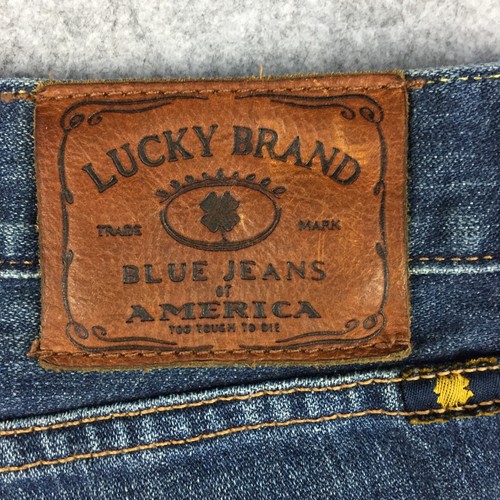 LUCKY BRAND
TRADE MARK
BLUE JEANS
OF
AMERICA
TOO TOUGH TO DIE